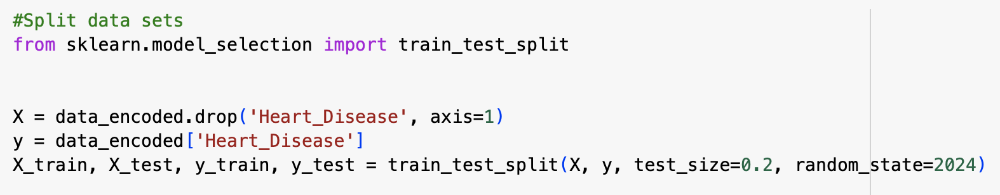 #Split data sets
from sklearn.model_selection import train_test_split
X = data_encoded.drop('Heart_Disease', axis=1)
y = data_encoded['Heart_Disease']
X_train, X_test, y_train, y_test = train_test_split(X, y, test_size=0.2, random_state=2024)